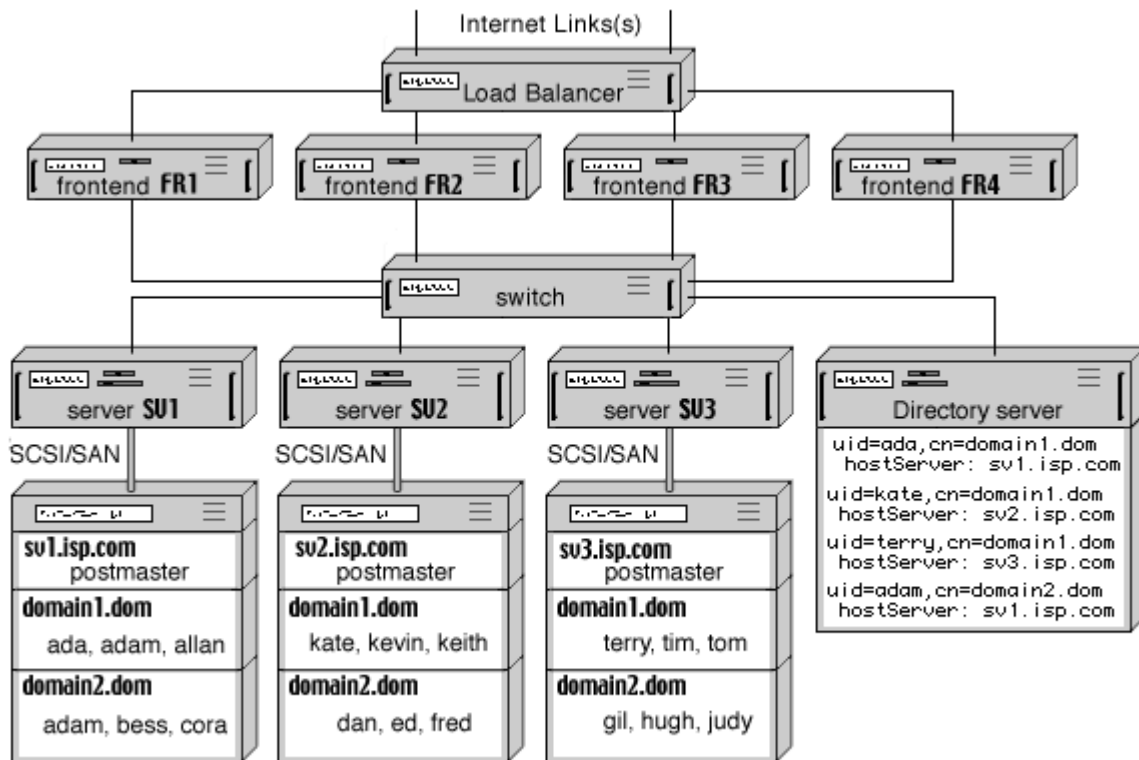 Internet Links(s)
Load Balancer
frontend FR1
frontend FR2
frontend FR3
frontend FR4
switch
server SV1
server SV2
server SV3
Directory server
SCSI/SAN
SCSI/SAN
SCSI/SAN
sv1.isp.com
postmaster
domain1.dom
ada, adam, allan
domain2.dom
adam, bess, cora
sv2.isp.com
postmaster
domain1.dom
kate, kevin, keith
domain2.dom
dan, ed, fred
sv3.isp.com
postmaster
domain1.dom
terry, tim, tom
domain2.dom
gil, hugh, judy
uid=ada,cn=domain1.dom
hostServer: sv1.isp.com
uid=kate,cn=domain1.dom
hostServer: sv2.isp.com
uid=terry,cn=domain1.dom
hostServer: sv3.isp.com
uid=adam,cn=domain2.dom
hostServer: sv1.isp.com